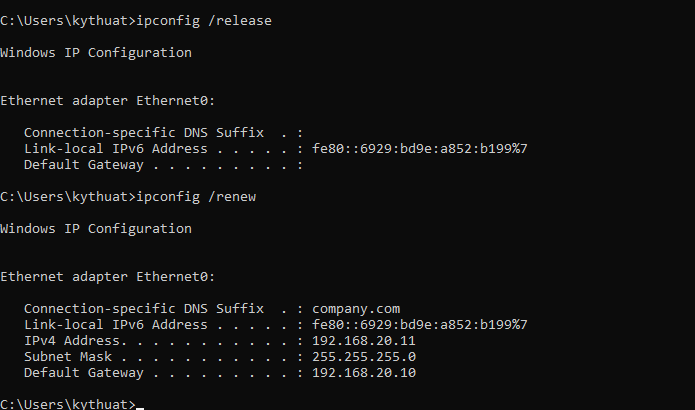 C:\Users\kythuat>ipconfig /release
Windows IP Configuration
Ethernet adapter Ethernet0:
Connection-specific DNS Suffix  . :
Link-local IPv6 Address . . . . . : fe80::6929:bd9e:a852:b199%7
Default Gateway . . . . . . . . . :
C:\Users\kythuat>ipconfig /renew
Windows IP Configuration
Ethernet adapter Ethernet0:
Connection-specific DNS Suffix  . : company.com
Link-local IPv6 Address . . . . . : fe80::6929:bd9e:a852:b199%7
IPv4 Address. . . . . . . . . . . : 192.168.20.11
Subnet Mask . . . . . . . . . . . : 255.255.255.0
Default Gateway . . . . . . . . . : 192.168.20.10
C:\Users\kythuat>